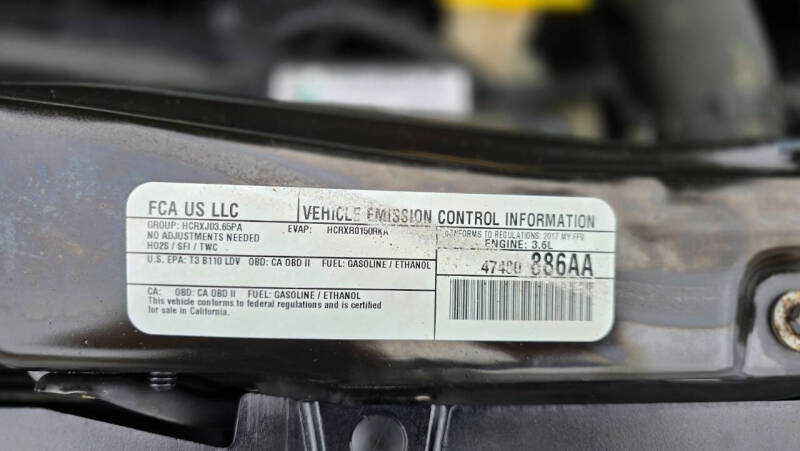 FCA US LLC
VEHICLE EMISSION CONTROL INFORMATION
GROUP: HCRXJ03.65PA EVAP: HCRXR0150RKA
NO ADJUSTMENTS NEEDED
HO2S / SFI / TWC
CONFORMS TO REGULATIONS: 2017 MY FFV
ENGINE: 3.6L
U.S. EPA: T3 B110 LDV OBD: CA OBD II FUEL: GASOLINE / ETHANOL
886AA
CA: OBD: CA OBD II FUEL: GASOLINE / ETHANOL
This vehicle conforms to federal regulations and is certified
for sale in California.